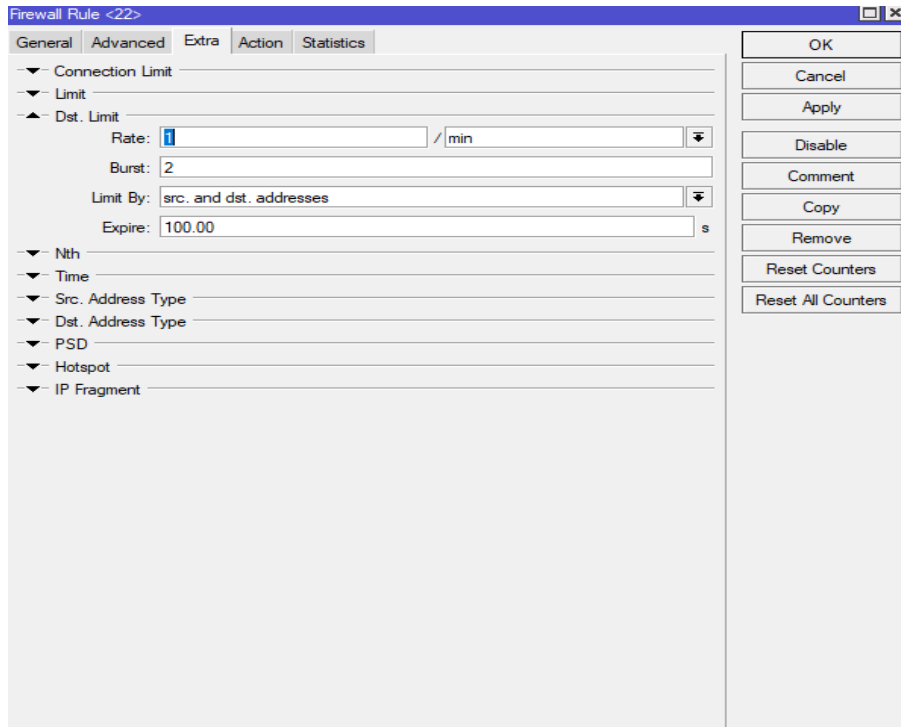 Firewall Rule <22>
General Advanced Extra Action Statistics
Connection Limit
Limit
Dst. Limit
Rate: 1 / min
Burst: 2
Limit By: src. and dst. addresses
Expire: 100.00 s
Nth
Time
Src. Address Type
Dst. Address Type
PSD
Hotspot
IP Fragment
OK
Cancel
Apply
Disable
Comment
Copy
Remove
Reset Counters
Reset All Counters